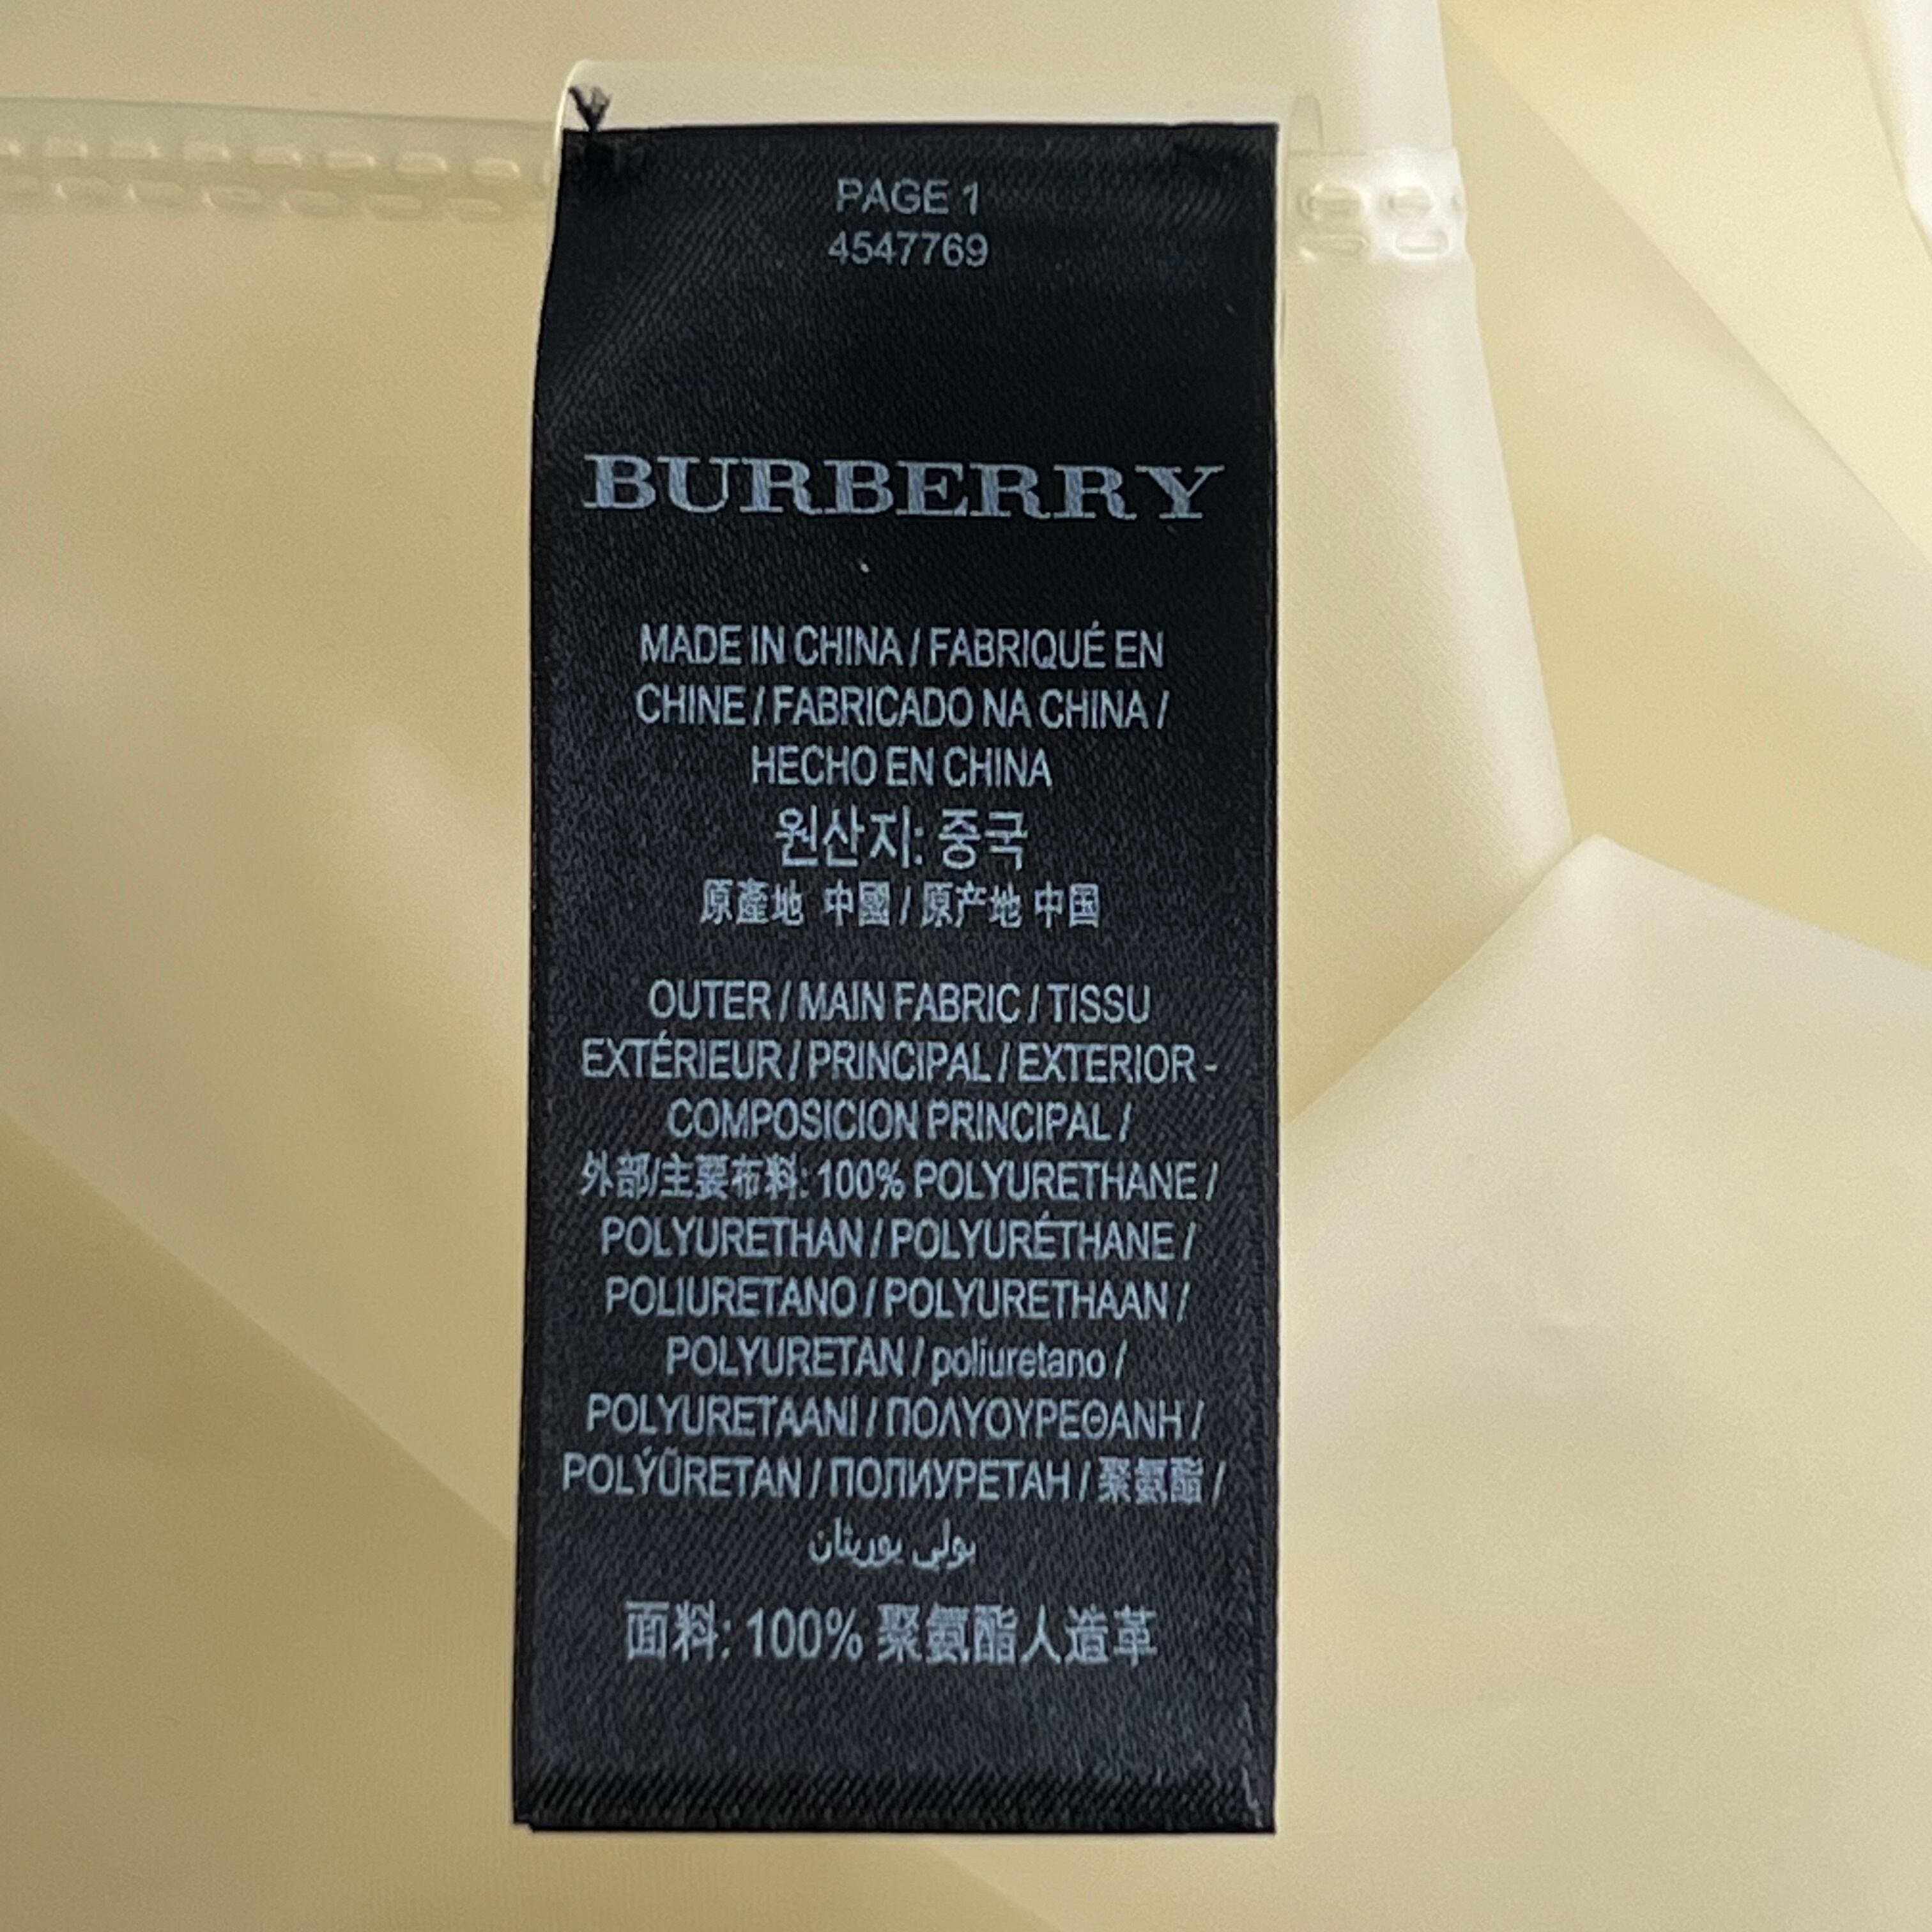 PAGE 1
4547769
BURBERRY
MADE IN CHINA / FABRIQUÉ EN
CHINE / FABRICADO NA CHINA /
HECHO EN CHINA
원산지: 중국
原產地 中國 / 原产地 中国
OUTER / MAIN FABRIC / TISSU
EXTÉRIEUR / PRINCIPAL / EXTERIOR -
COMPOSICION PRINCIPAL /
外部/主要布料: 100% POLYURETHANE /
POLYURETHAN / POLYURÉTHANE /
POLIURETANO / POLYURETHAAN /
POLYURETAN / poliuretano /
POLYURETAANI / ΠΟΛΥΟΥΡΕΘΑΝΗ /
POLÝŪRETAN / ПОЛИУРЕТАН / 聚氨酯 /
بولي يوريثان
面料: 100% 聚氨酯人造革